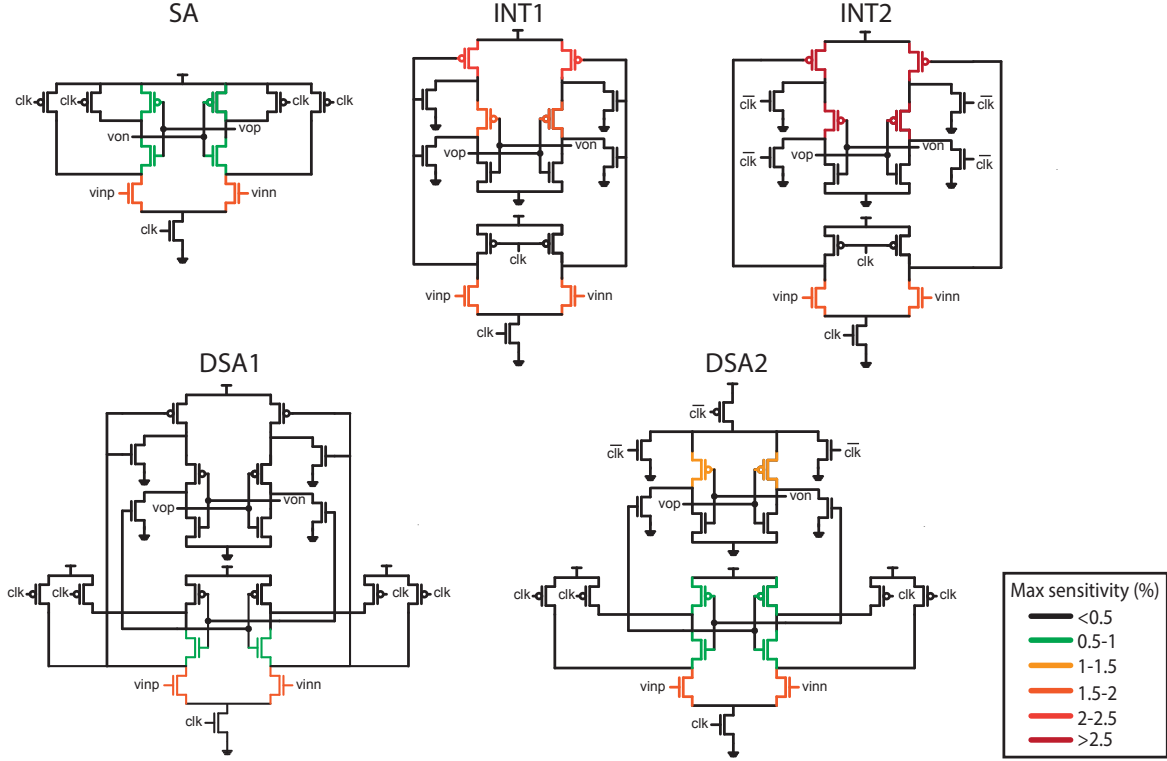 SA
INT1
INT2
clk clk clk clk
von vop
vinp vinn
clk
vop von
clk
vinp vinn
clk
clk clk
clk clk
vop von
clk
vinp vinn
clk
DSA1
DSA2
vop von
clk clk clk clk
vinp vinn
clk
clk
clk clk
vop von
clk clk clk clk
vinp vinn
clk
Max sensitivity (%)
<0.5
0.5-1
1-1.5
1.5-2
2-2.5
>2.5